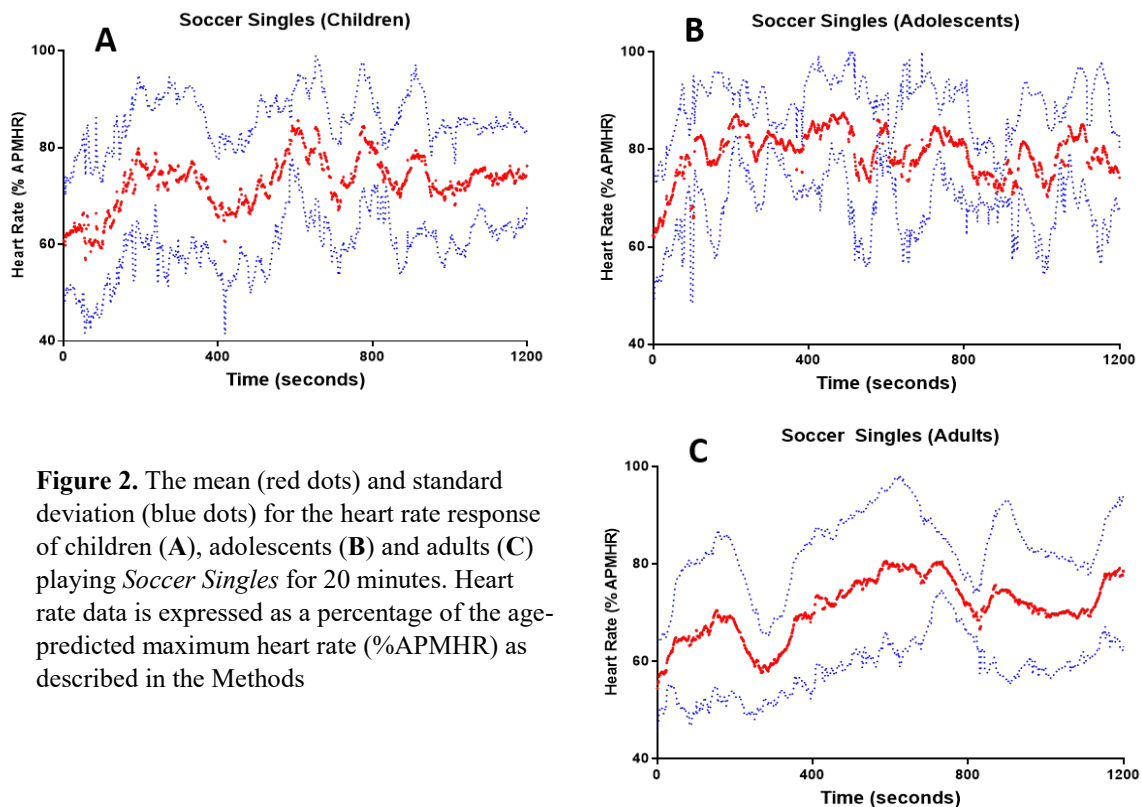 Soccer Singles (Children)
A
100
80
60
40
Heart Rate (% APMHR)
0
400
800
1200
Time (seconds)
Soccer Singles (Adolescents)
B
100
80
60
40
Heart Rate (% APMHR)
0
400
800
1200
Time (seconds)
Figure 2. The mean (red dots) and standard
deviation (blue dots) for the heart rate response
of children (A), adolescents (B) and adults (C)
playing Soccer Singles for 20 minutes. Heart
rate data is expressed as a percentage of the age-
predicted maximum heart rate (%APMHR) as
described in the Methods
Soccer Singles (Adults)
C
100
80
60
40
Heart Rate (% APMHR)
0
400
800
1200
Time (seconds)